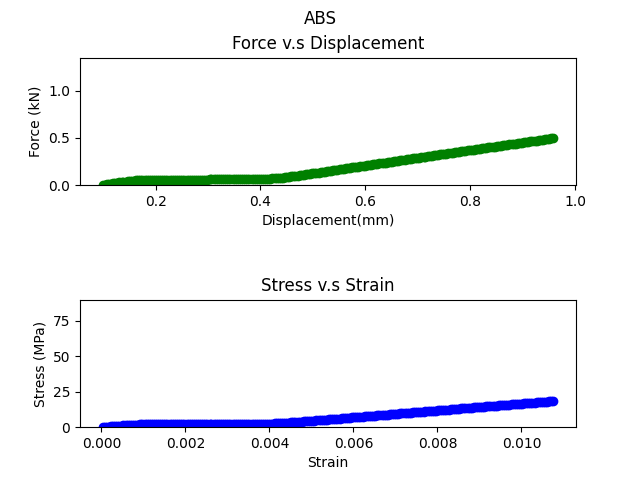 ABS
Force v.s Displacement
1.0
0.5
0.0
Force (kN)
0.2 0.4 0.6 0.8 1.0
Displacement(mm)
Stress v.s Strain
75
50
25
0
Stress (MPa)
0.000 0.002 0.004 0.006 0.008 0.010
Strain